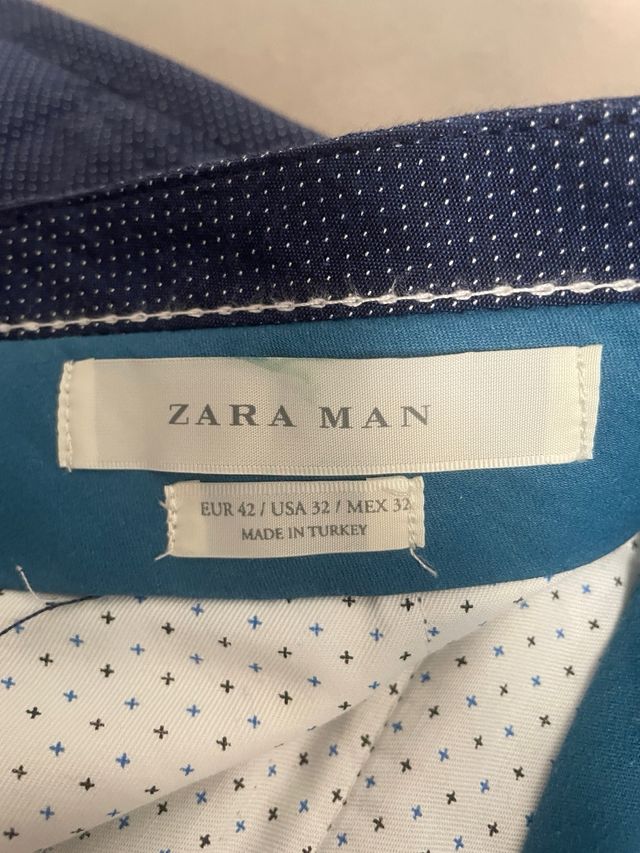 ZARA MAN
EUR 42 / USA 32 / MEX 32
MADE IN TURKEY